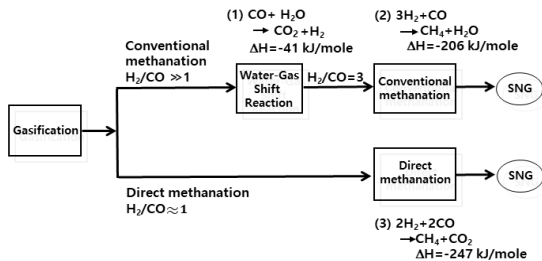 (1) CO+ H₂O
→ CO₂+H₂
ΔH=-41 kJ/mole
(2) 3H₂+CO
→CH₄+H₂O
ΔH=-206 kJ/mole
Conventional
methanation
H₂/CO ≫1
Water-Gas
Shift
Reaction
H₂/CO=3
Conventional
methanation
SNG
Gasification
Direct methanation
H₂/CO≈1
Direct
methanation
SNG
(3) 2H₂+2CO
→CH₄+CO₂
ΔH=-247 kJ/mole